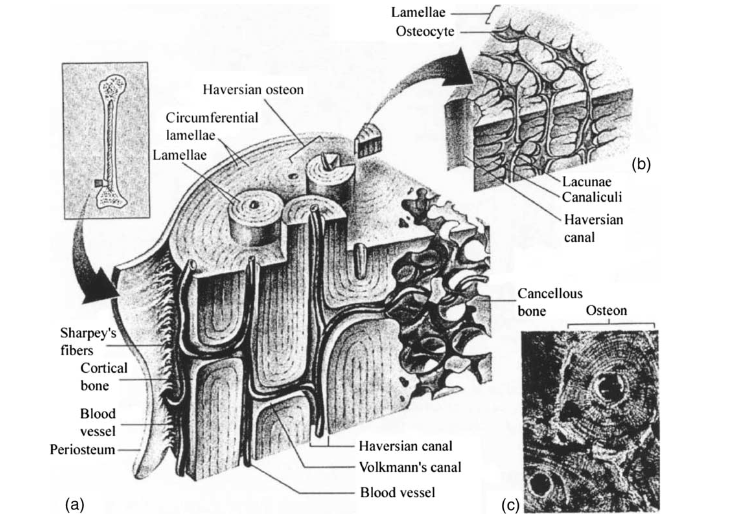 Lamellae
Osteocyte
Haversian osteon
Circumferential
lamellae
Lamellae
(b)
Lacunae
Canaliculi
Haversian
canal
Cancellous
bone
Osteon
Sharpey's
fibers
Cortical
bone
Blood
vessel
Periosteum
Haversian canal
Volkmann's canal
Blood vessel
(a)
(c)